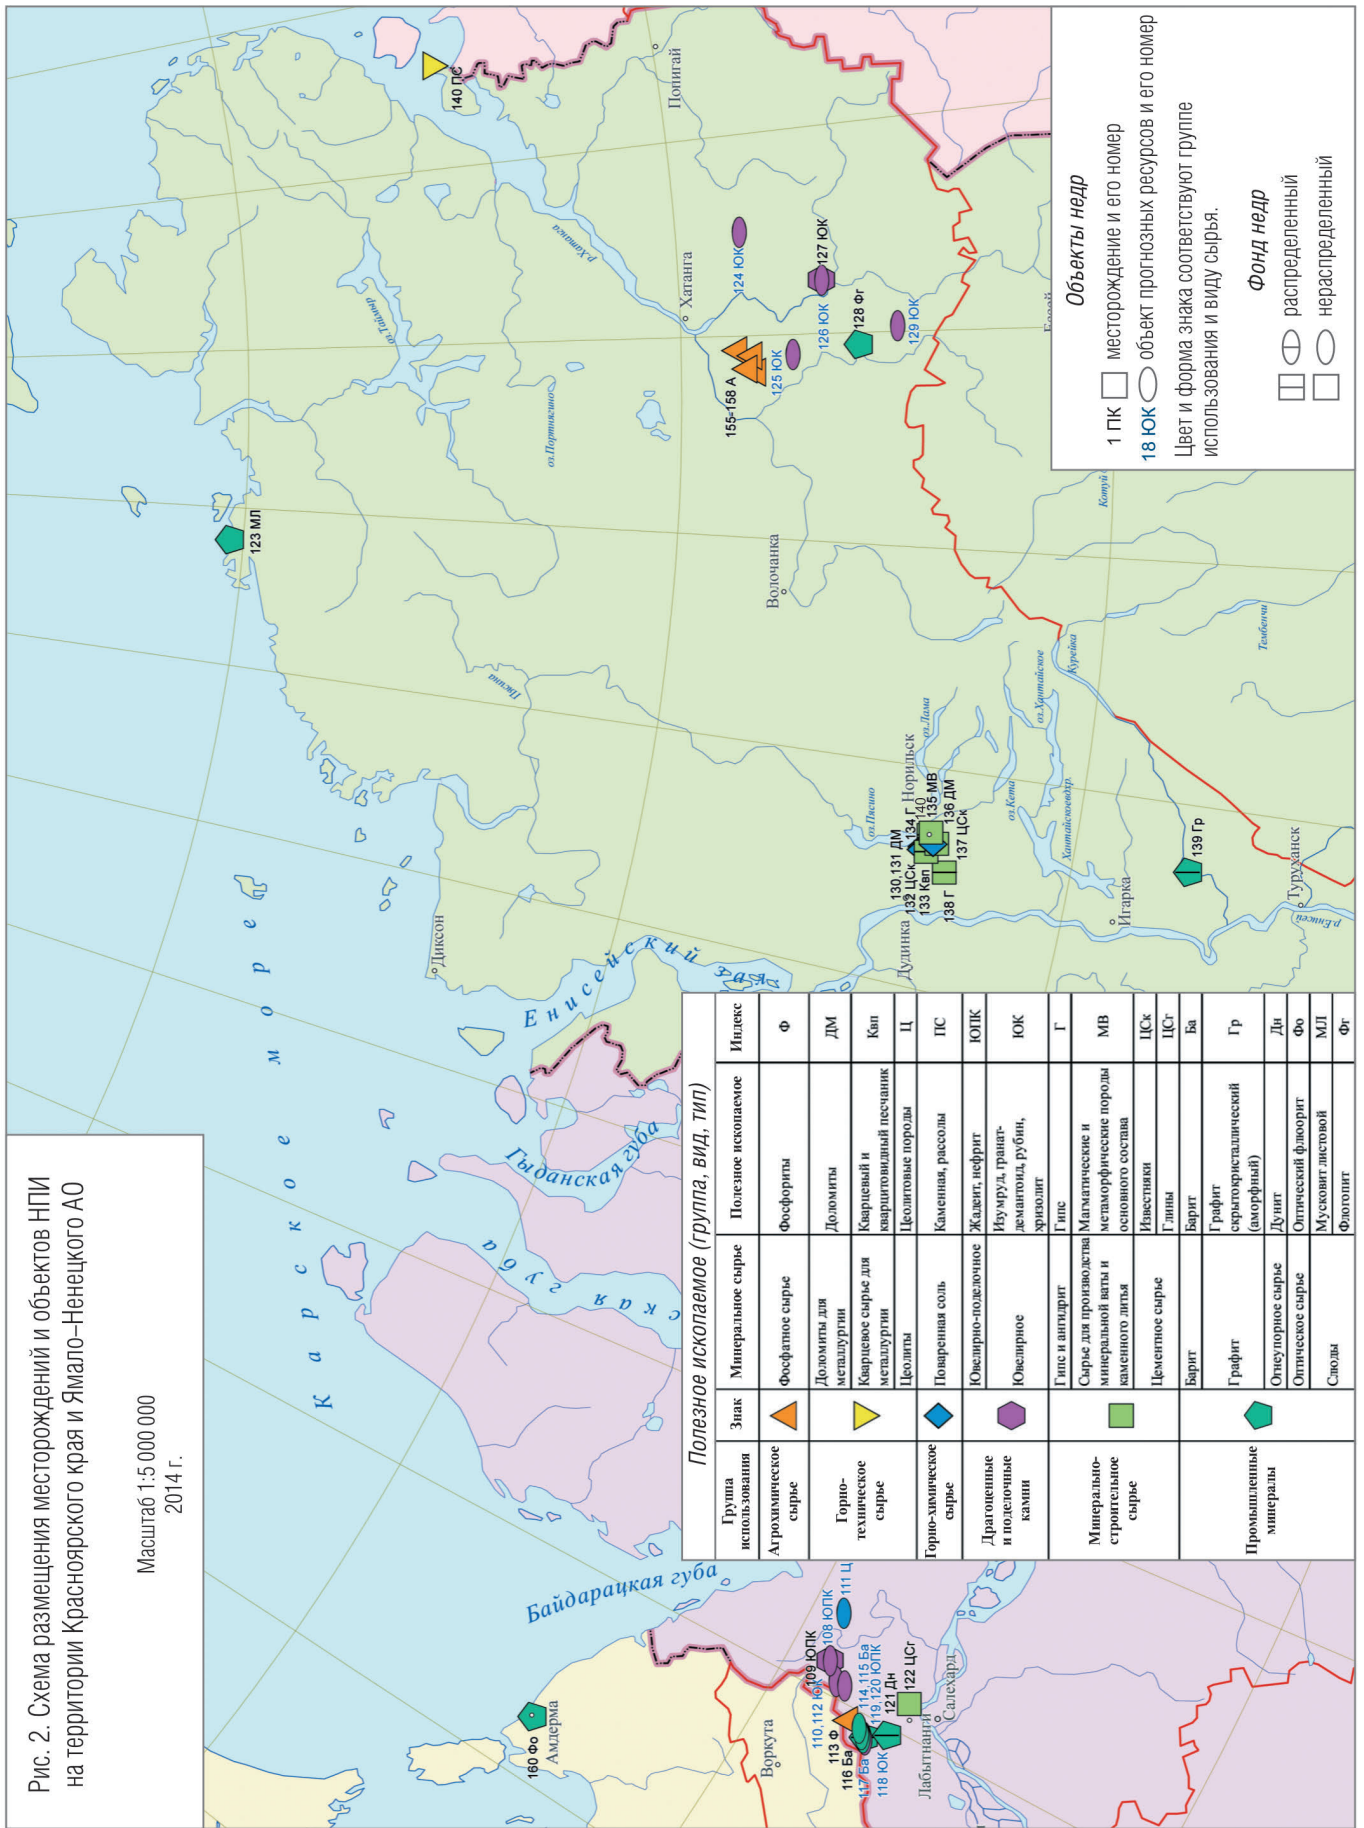 Рис. 2. Схема размещения месторождений и объектов НПИ
на территории Красноярского края и Ямало–Ненецкого АО
Масштаб 1:5 000 000
2014 г.
Карское море
Байдарацкая губа
ская губа
Гыданская губа
Енисейский зал
Диксон
Амдерма
160 Фо
Воркута
Лабытнанги
Салехард
109 ЮПК
108 ЮПК
111 Ц
110,112 ЮК
113 Ф
114,115 Ба
116 Ба
117 Ба
118 ЮК
119,120 ЮПК
121 Дн
122 ЦСг
123 МЛ
Пясина
оз.Таймыр
оз.Портнягино
р.Хатанга
140 ПС
Попигай
Хатанга
Волочанка
155-158 А
124 ЮК
125 ЮК
126 ЮК
127 ЮК
128 Фг
129 ЮК
оз.Пясино
оз.Лама
Норильск
Дудинка
130,131 ДМ
132 ЦСк
133 Квп
134 Г
140
135 МВ
136 ДМ
137 ЦСк
138 Г
оз.Кета
оз.Хантайское
Хантайскоевдхр.
Курейка
Игарка
139 Гр
Туруханск
р.Енисей
Тембенчи
Котуй
Полезное ископаемое (группа, вид, тип)
Группа использования Знак Минеральное сырье Полезное ископаемое Индекс
Агрохимическое сырье Фосфатное сырье Фосфориты Ф
Горно-техническое сырье Доломиты для металлургии Доломиты ДМ
Кварцевое сырье для металлургии Кварцевый и кварцитовидный песчаник Квп
Цеолиты Цеолитовые породы Ц
Горно-химическое сырье Поваренная соль Каменная, рассолы ПС
Драгоценные и поделочные камни Ювелирно-поделочное Жадеит, нефрит ЮПК
Ювелирное Изумруд, гранат-демантоид, рубин, хризолит ЮК
Минерально-строительное сырье Гипс и ангидрит Гипс Г
Сырье для производства минеральной ваты и каменного литья Магматические и метаморфические породы основного состава МВ
Цементное сырье Известняки ЦСк
Глины ЦСг
Промышленные минералы Барит Барит Ба
Графит Графит скрытокристаллический (аморфный) Гр
Огнеупорное сырье Дунит Дн
Оптическое сырье Оптический флюорит Фо
Слюды Мусковит листовой МЛ
Флогопит Фг
Объекты недр
1 ПК месторождение и его номер
18 ЮК объект прогнозных ресурсов и его номер
Цвет и форма знака соответствуют группе
использования и виду сырья.
Фонд недр
распределенный
нераспределенный